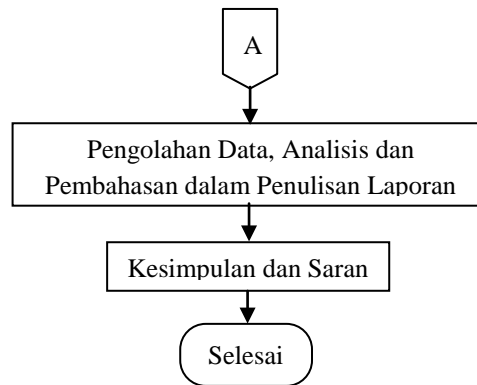 A
Pengolahan Data, Analisis dan
Pembahasan dalam Penulisan Laporan
Kesimpulan dan Saran
Selesai